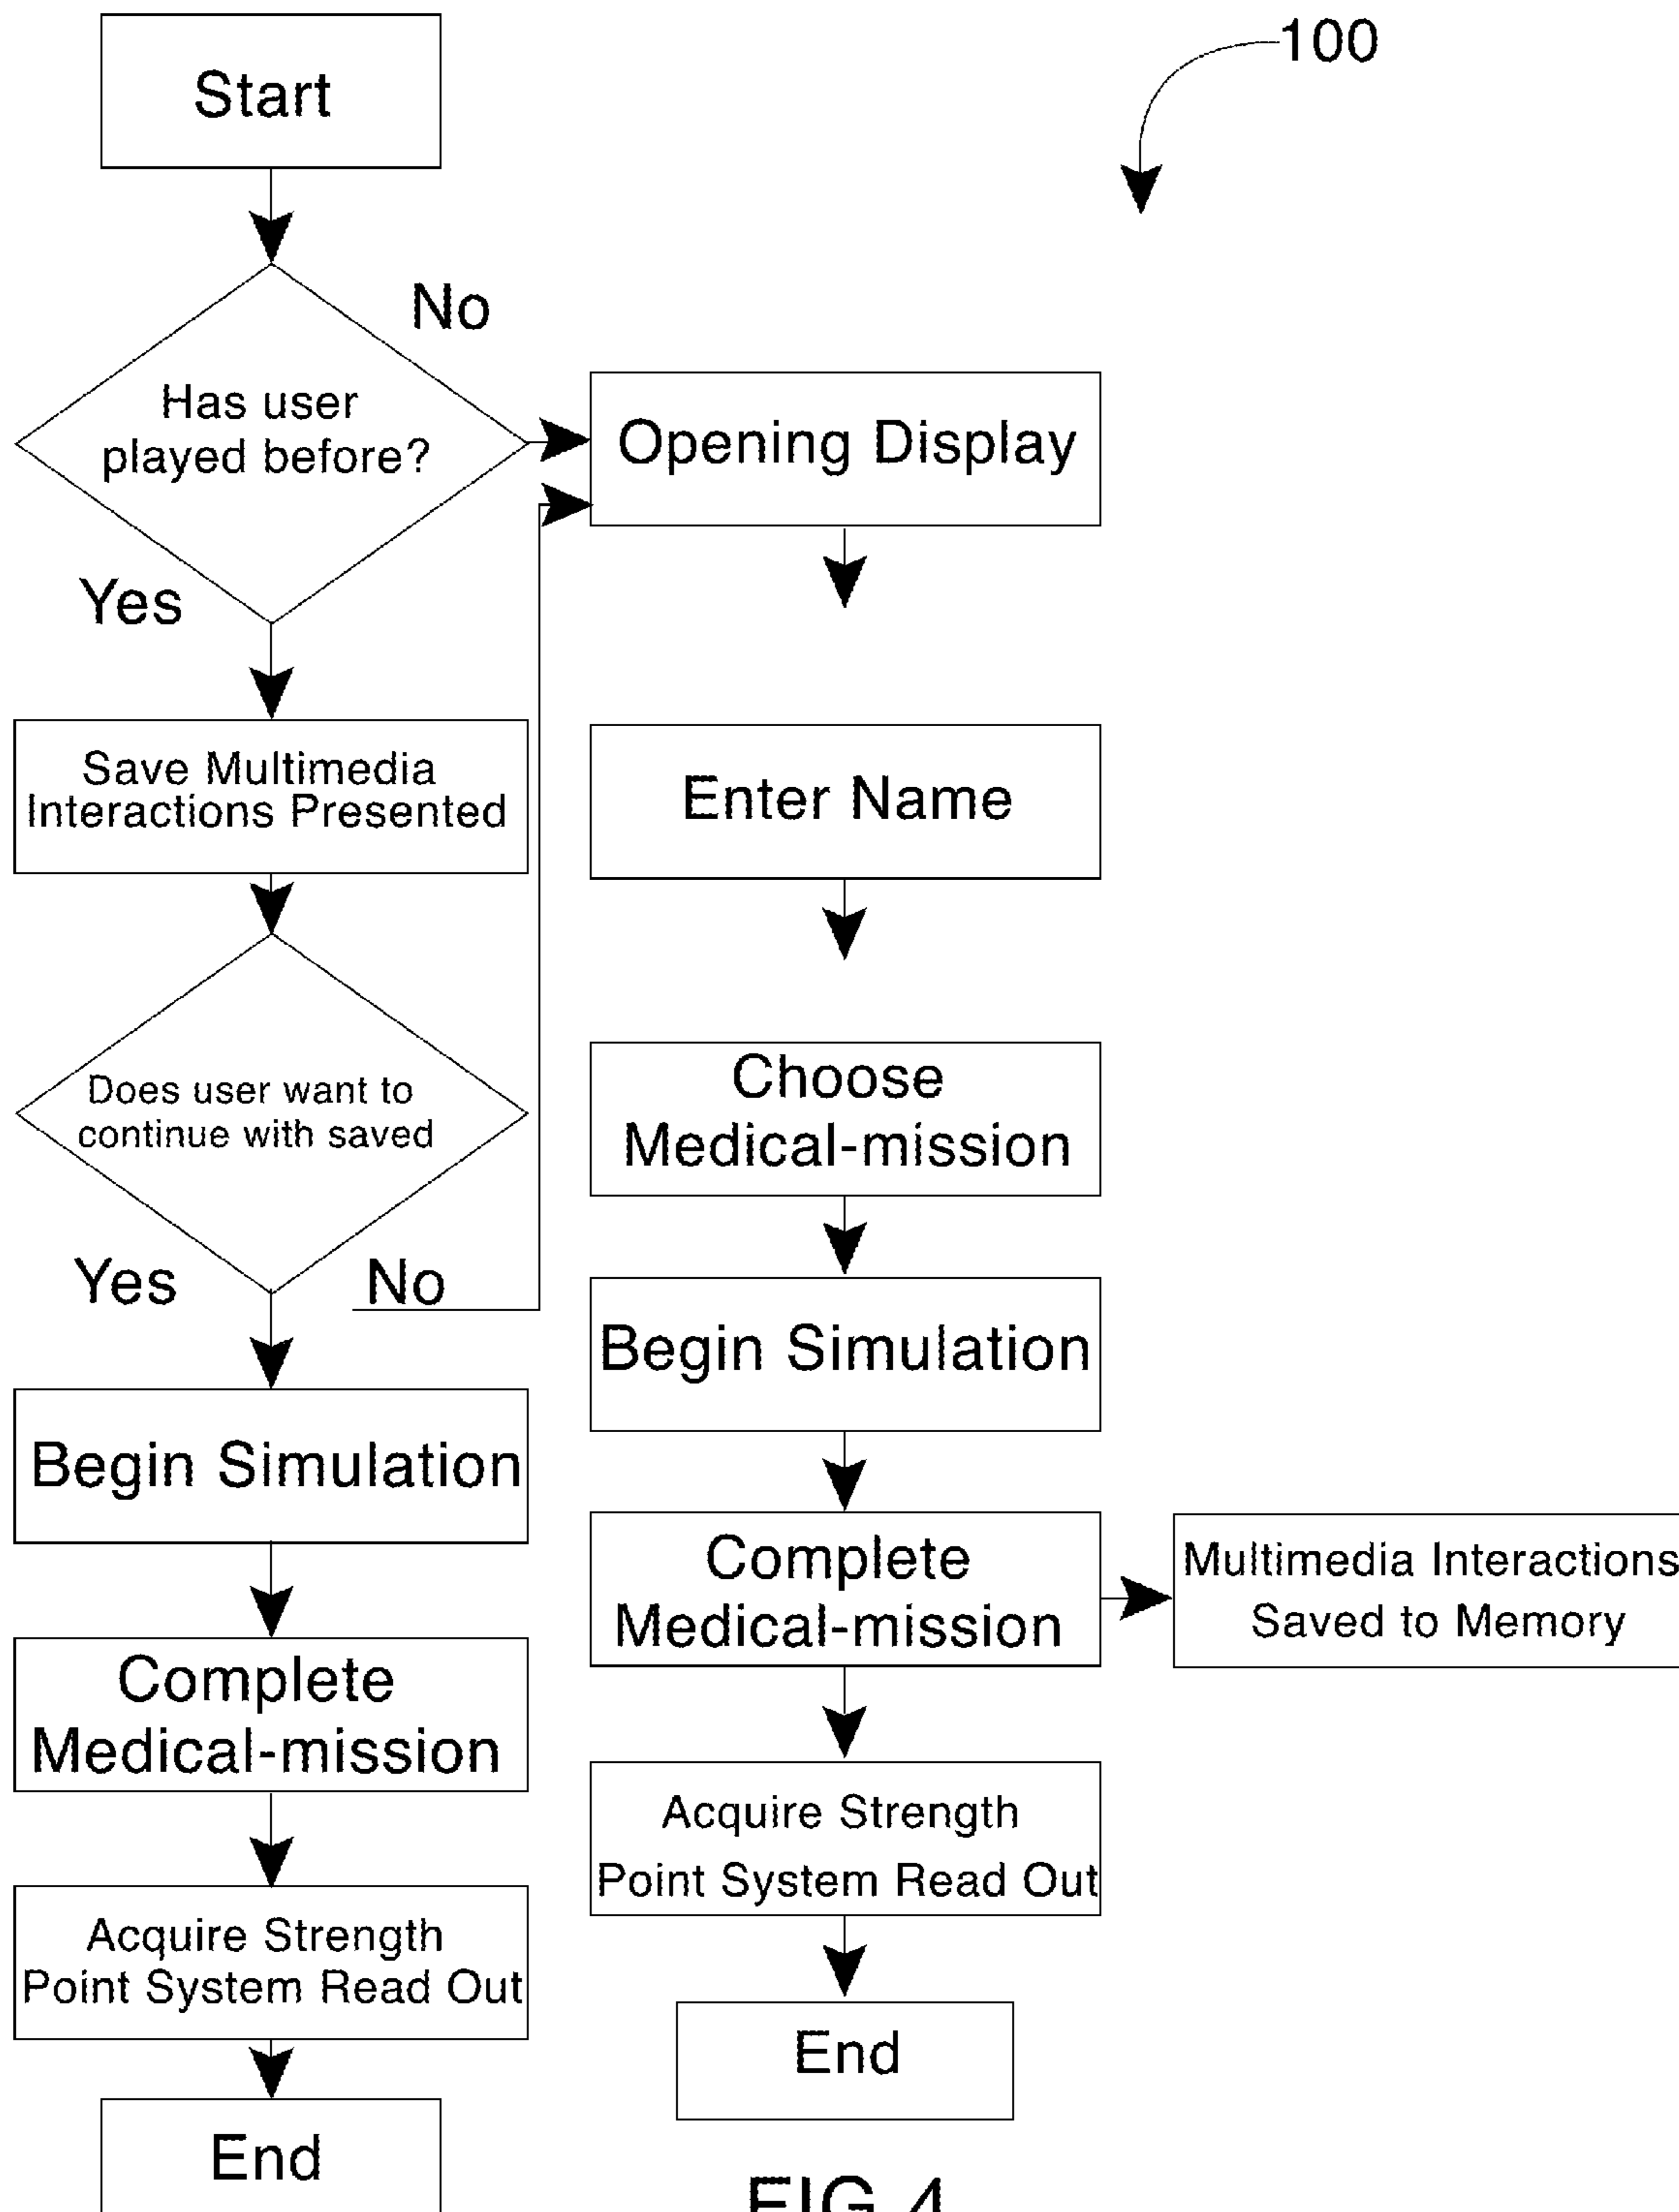 100
Start
No
Has user
played before?
Opening Display
Yes
Save Multimedia
Interactions Presented
Enter Name
Does user want to
continue with saved
Choose
Medical-mission
Yes
No
Begin Simulation
Begin Simulation
Complete
Medical-mission
Multimedia Interactions
Saved to Memory
Complete
Medical-mission
Acquire Strength
Point System Read Out
Acquire Strength
Point System Read Out
End
End
FIG 4